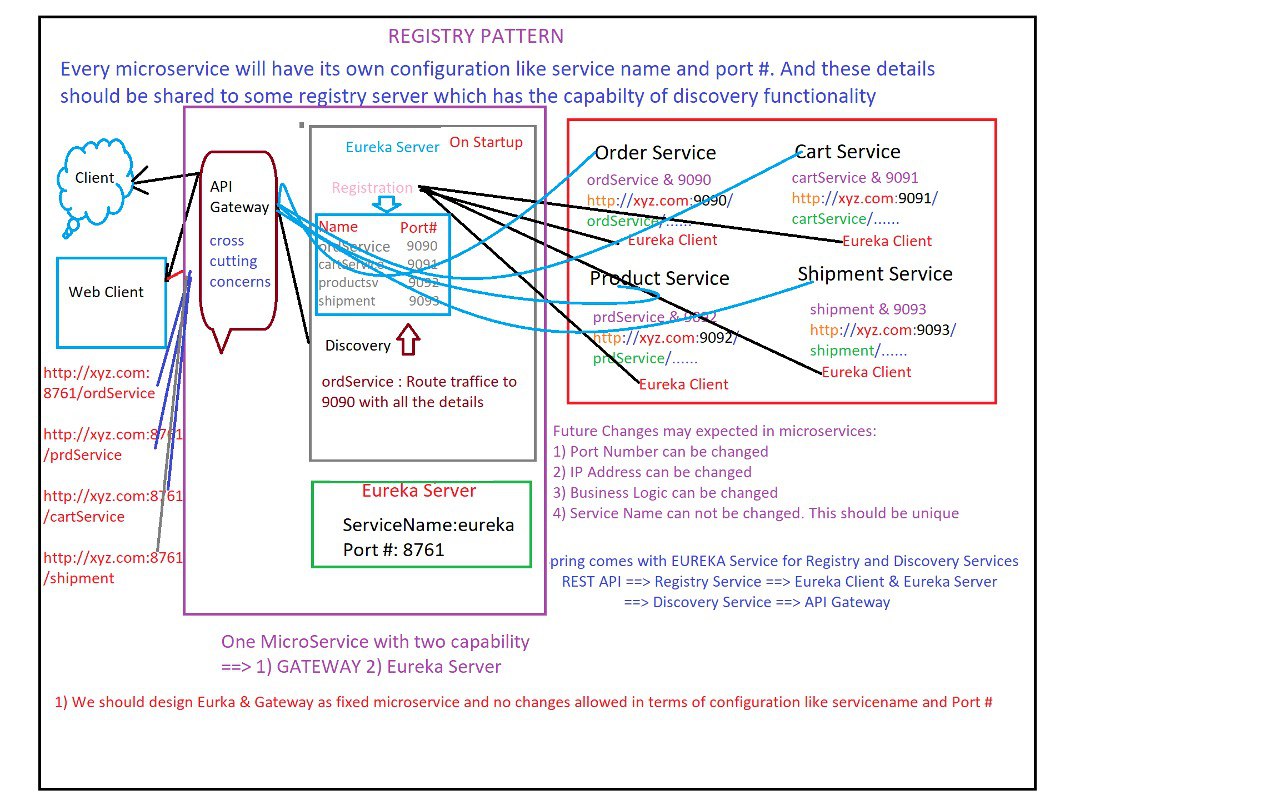 REGISTRY PATTERN
Every microservice will have its own configuration like service name and port #. And these details
should be shared to some registry server which has the capabilty of discovery functionality
Client
Web Client
http://xyz.com:
8761/ordService
http://xyz.com:8761
/prdService
http://xyz.com:8761
/cartService
http://xyz.com:8761
/shipment
API
Gateway
cross
cutting
concerns
Eureka Server On Startup
Registration
Name Port#
ordService 9090
cartService 9091
productsv 9092
shipment 9093
Discovery
ordService : Route traffice to
9090 with all the details
Eureka Server
ServiceName:eureka
Port #: 8761
Order Service
ordService & 9090
http://xyz.com:9090/
ordService/......
Eureka Client
Cart Service
cartService & 9091
http://xyz.com:9091/
cartService/......
Eureka Client
Product Service
prdService & 9092
http://xyz.com:9092/
prdService/......
Eureka Client
Shipment Service
shipment & 9093
http://xyz.com:9093/
shipment/......
Eureka Client
Future Changes may expected in microservices:
1) Port Number can be changed
2) IP Address can be changed
3) Business Logic can be changed
4) Service Name can not be changed. This should be unique
pring comes with EUREKA Service for Registry and Discovery Services
REST API ==> Registry Service ==> Eureka Client & Eureka Server
==> Discovery Service ==> API Gateway
One MicroService with two capability
==> 1) GATEWAY 2) Eureka Server
1) We should design Eurka & Gateway as fixed microservice and no changes allowed in terms of configuration like servicename and Port #